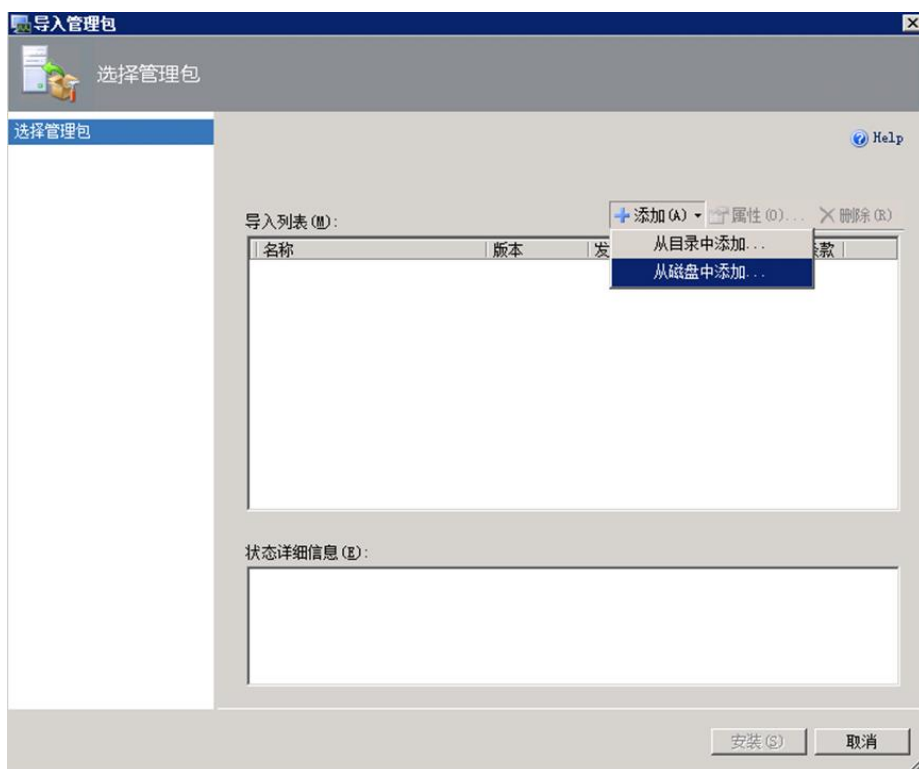 导入管理包
选择管理包
选择管理包
Help
导入列表(M): 添加(A) 属性(O)... 删除(R)
从目录中添加...
名称 版本 发 款
从磁盘中添加...
状态详细信息(E):
安装(S) 取消